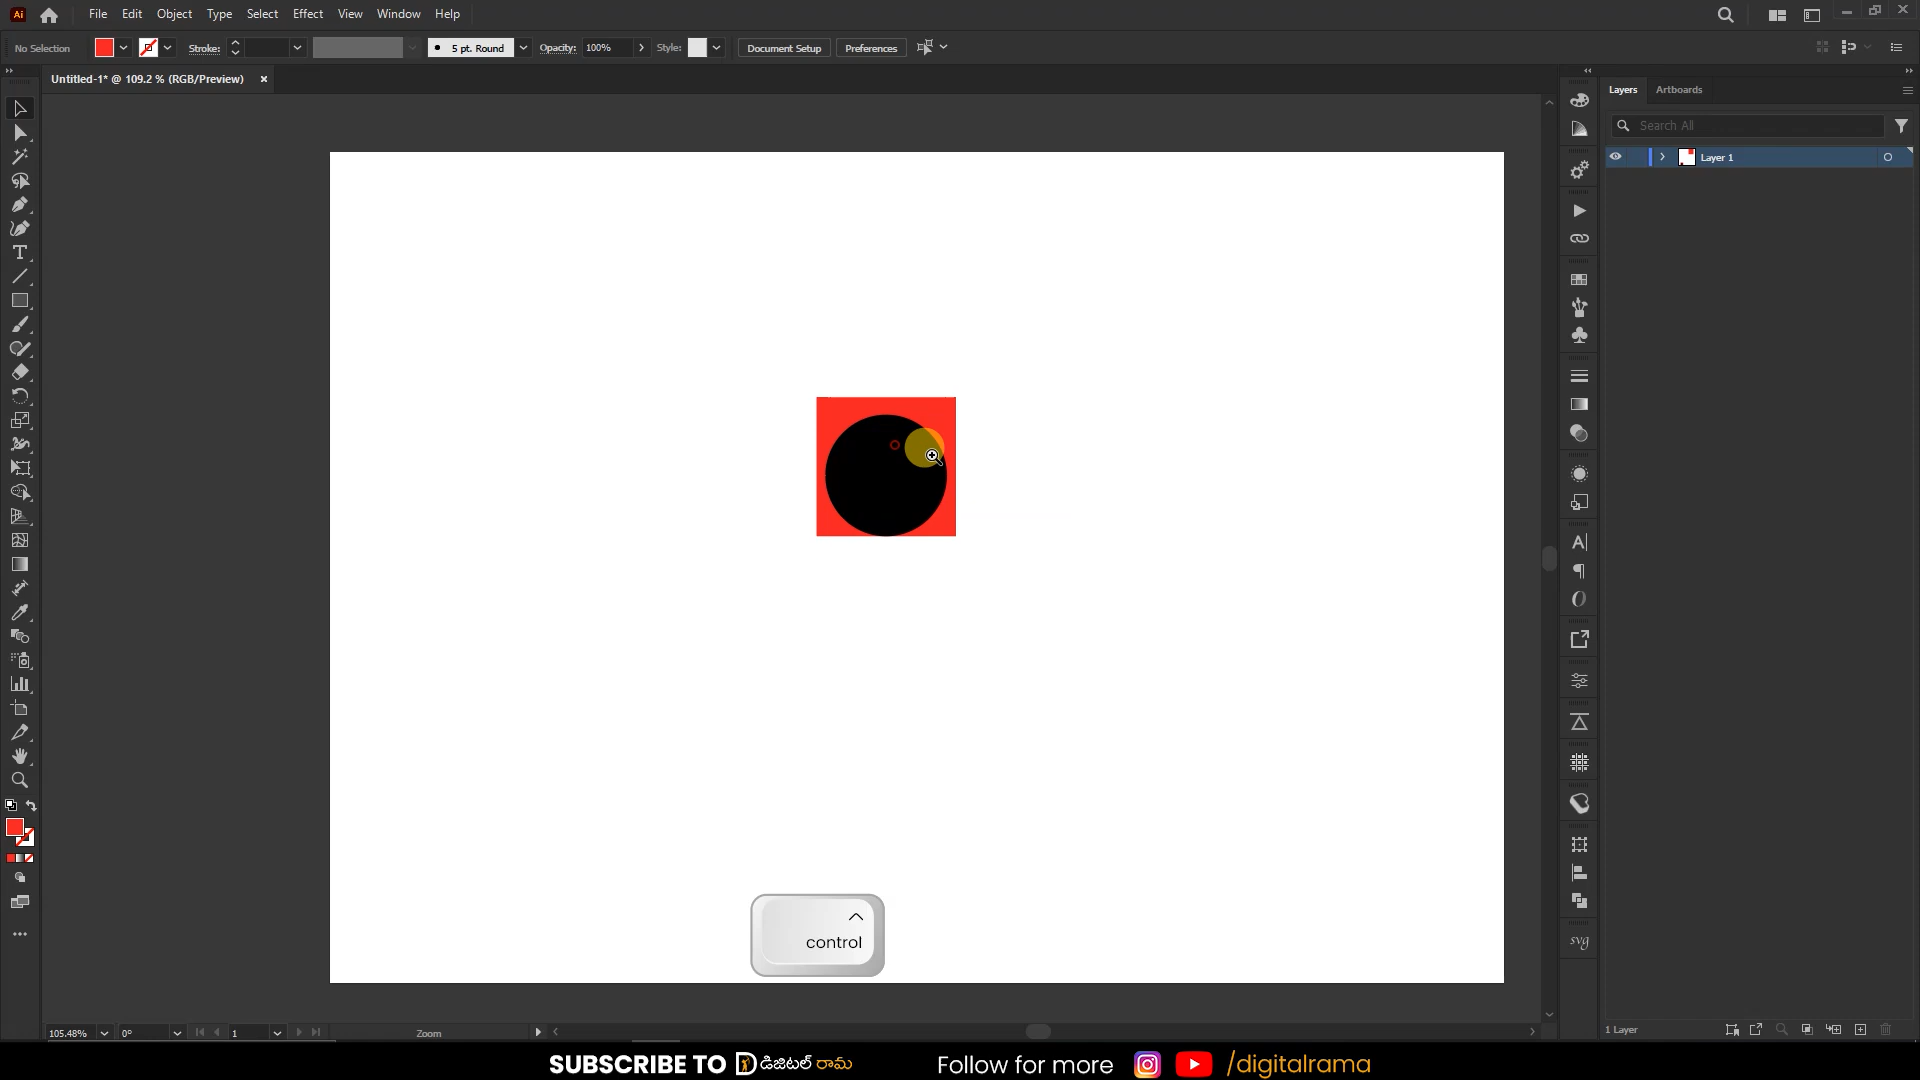 Ai File Edit Object Type Select Effect View Window Help
No Selection Stroke: 5 pt. Round Opacity: 100% Style: Document Setup Preferences
Untitled-1* @ 109.2 % (RGB/Preview) ×
Layers Artboards
Search All
Layer 1
svg
control
105.48% 0° 1 Zoom
1 Layer
SUBSCRIBE TO D డిజిటల్ రామ Follow for more /digitalrama